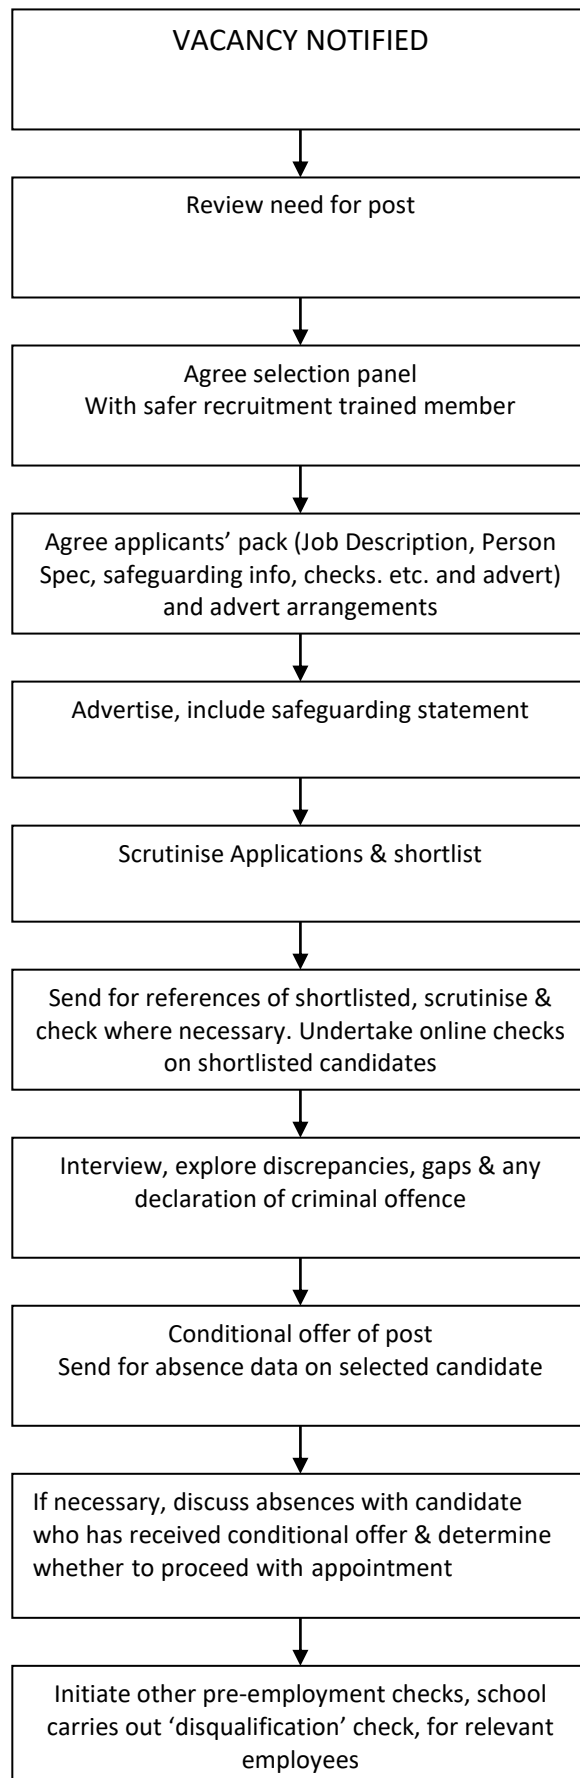 VACANCY NOTIFIED
Review need for post
Agree selection panel
With safer recruitment trained member
Agree applicants’ pack (Job Description, Person
Spec, safeguarding info, checks. etc. and advert)
and advert arrangements
Advertise, include safeguarding statement
Scrutinise Applications & shortlist
Send for references of shortlisted, scrutinise &
check where necessary. Undertake online checks
on shortlisted candidates
Interview, explore discrepancies, gaps & any
declaration of criminal offence
Conditional offer of post
Send for absence data on selected candidate
If necessary, discuss absences with candidate
who has received conditional offer & determine
whether to proceed with appointment
Initiate other pre-employment checks, school
carries out ‘disqualification’ check, for relevant
employees